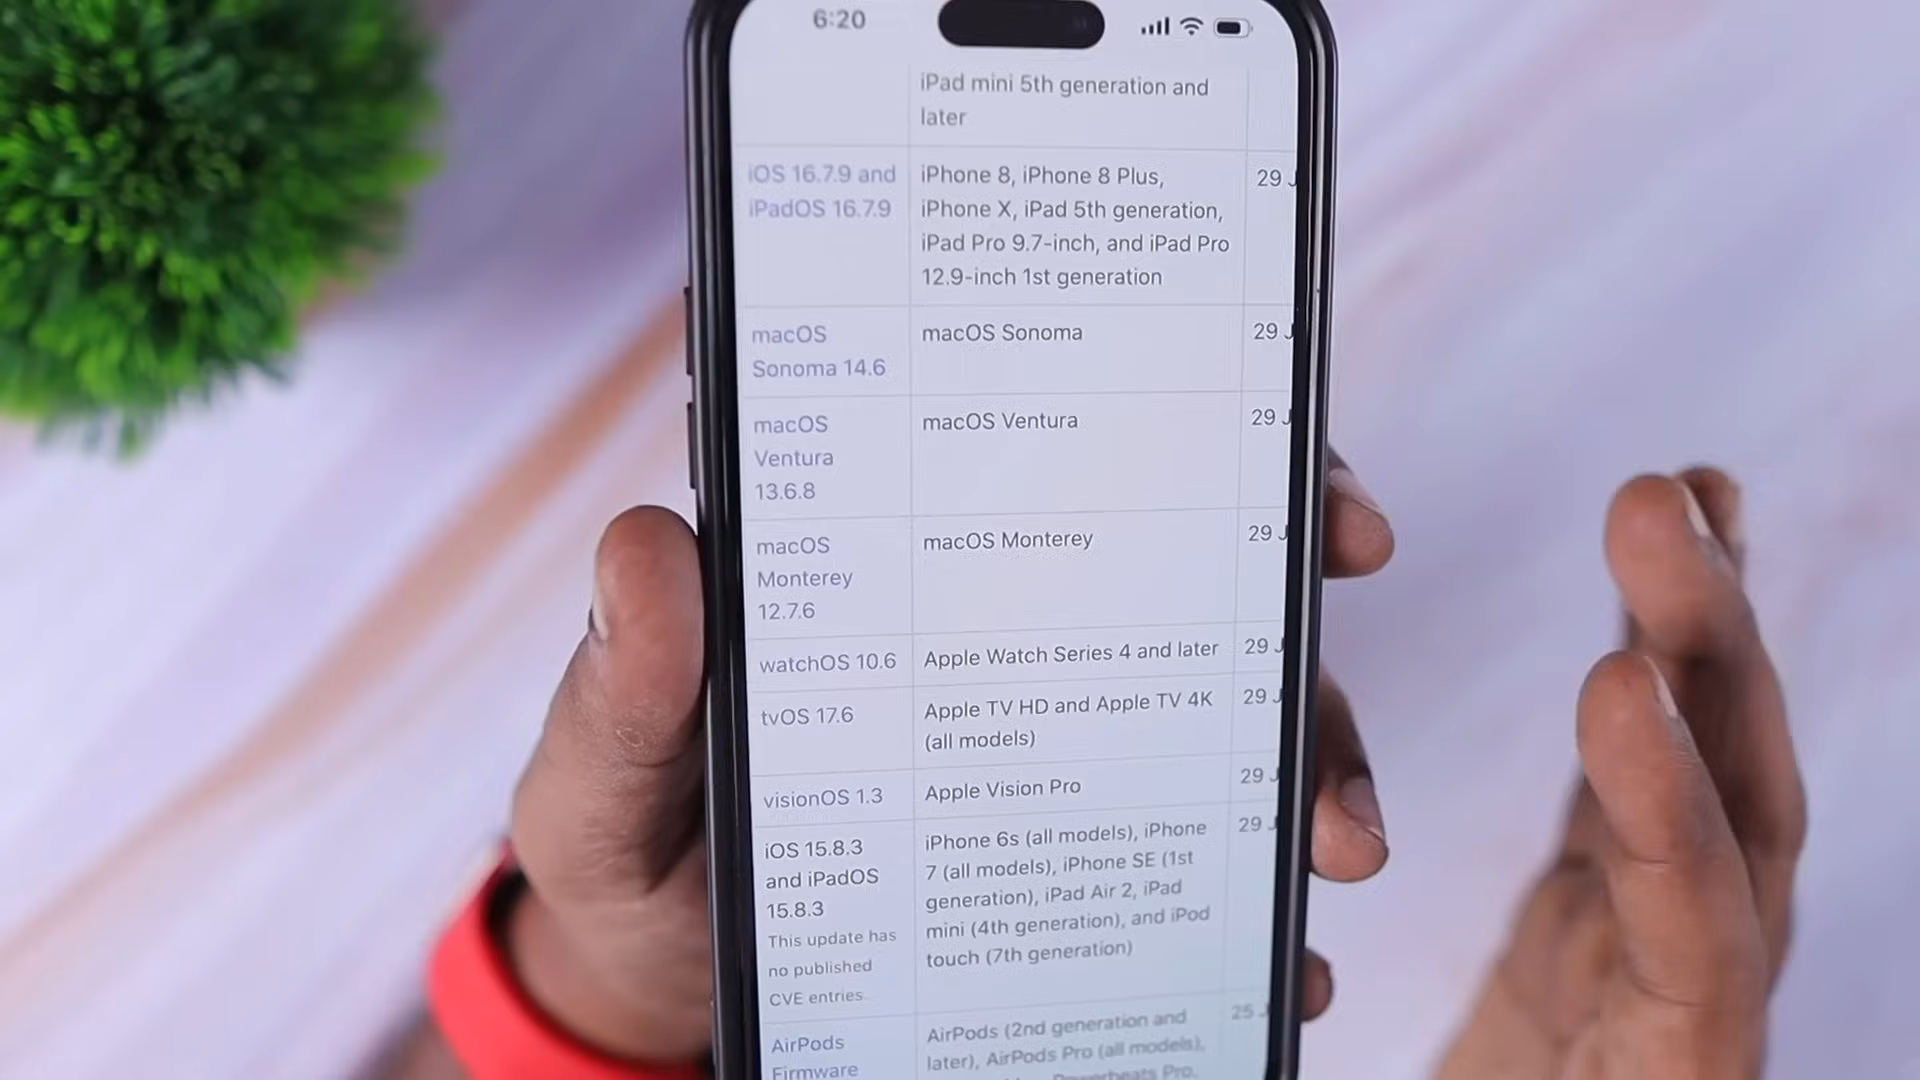 6:20
iPad mini 5th generation and
later
iOS 16.7.9 and
iPadOS 16.7.9
iPhone 8, iPhone 8 Plus,
iPhone X, iPad 5th generation,
iPad Pro 9.7-inch, and iPad Pro
12.9-inch 1st generation
29 J
macOS
Sonoma 14.6
macOS Sonoma
29 J
macOS
Ventura
13.6.8
macOS Ventura
29 J
macOS
Monterey
12.7.6
macOS Monterey
29 J
watchOS 10.6
Apple Watch Series 4 and later
29 J
tvOS 17.6
Apple TV HD and Apple TV 4K
(all models)
29 J
visionOS 1.3
Apple Vision Pro
29 J
iOS 15.8.3
and iPadOS
15.8.3
This update has
no published
CVE entries.
iPhone 6s (all models), iPhone
7 (all models), iPhone SE (1st
generation), iPad Air 2, iPad
mini (4th generation), and iPod
touch (7th generation)
29 J
AirPods
Firmware
AirPods (2nd generation and
later), AirPods Pro (all models),
Powerbeats Pro,
25 J